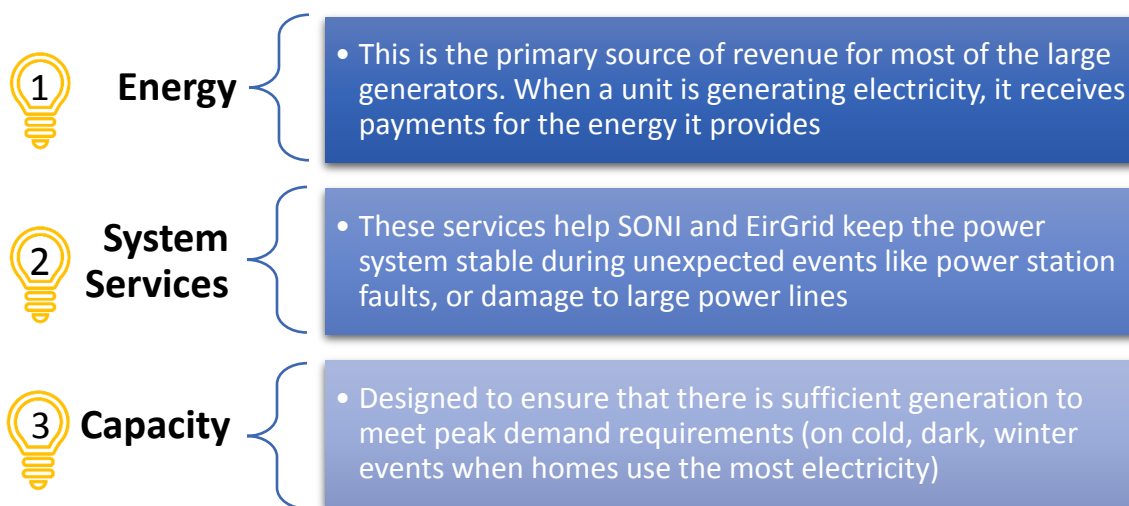 1
Energy
• This is the primary source of revenue for most of the large
generators. When a unit is generating electricity, it receives
payments for the energy it provides
2
System
Services
• These services help SONI and EirGrid keep the power
system stable during unexpected events like power station
faults, or damage to large power lines
3
Capacity
• Designed to ensure that there is sufficient generation to
meet peak demand requirements (on cold, dark, winter
events when homes use the most electricity)